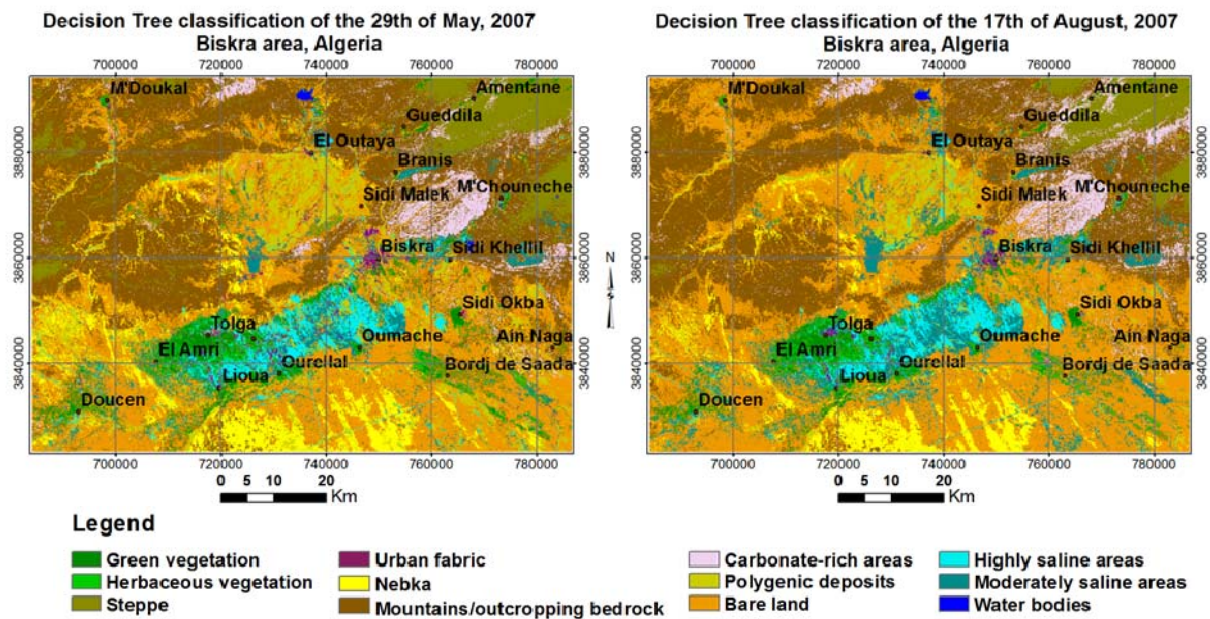 Decision Tree classification of the 29th of May, 2007
Biskra area, Algeria
700000 720000 740000 760000 780000
M'Doukal
Amentane
Gueddila
El Outaya
Branis
M'Chouneche
Sidi Malek
Biskra
Sidi Khellil
Sidi Okba
Tolga
Oumache
Ain Naga
El Amri
Ourellal
Bordj de Saada
Lioua
Doucen
3880000
3860000
3840000
3880000
3860000
3840000
700000 720000 740000 760000 780000
0 5 10 20
Km
N
Decision Tree classification of the 17th of August, 2007
Biskra area, Algeria
700000 720000 740000 760000 780000
M'Doukal
Amentane
Gueddila
El Outaya
Branis
M'Chouneche
Sidi Malek
Biskra
Sidi Khellil
Sidi Okba
Tolga
Oumache
Ain Naga
El Amri
Ourellal
Bordj de Saada
Lioua
Doucen
3880000
3860000
3840000
3880000
3860000
3840000
700000 720000 740000 760000 780000
0 5 10 20
Km
Legend
Green vegetation
Herbaceous vegetation
Steppe
Urban fabric
Nebka
Mountains/outcropping bedrock
Carbonate-rich areas
Polygenic deposits
Bare land
Highly saline areas
Moderately saline areas
Water bodies